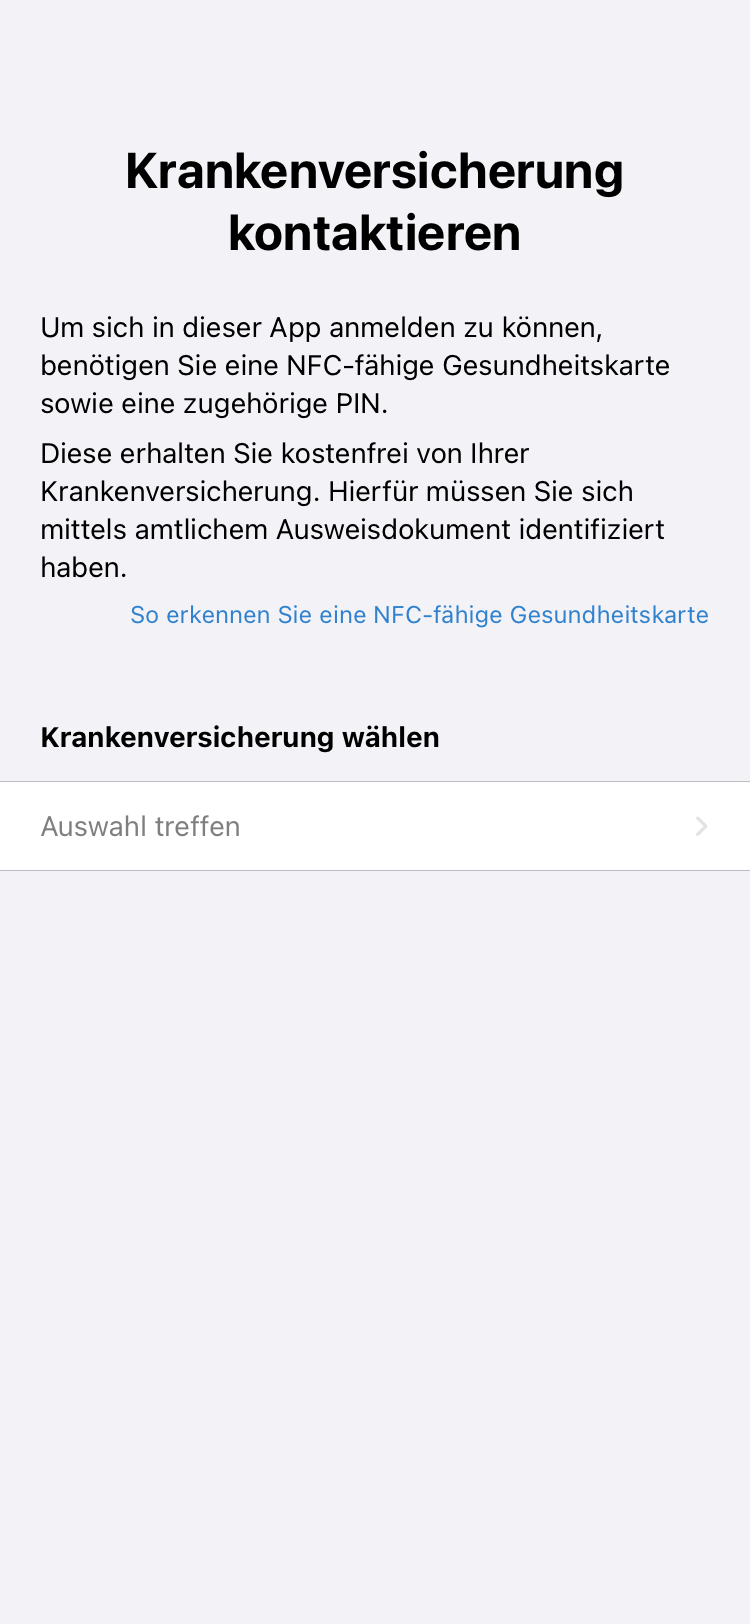 Krankenversicherung
kontaktieren
Um sich in dieser App anmelden zu können,
benötigen Sie eine NFC-fähige Gesundheitskarte
sowie eine zugehörige PIN.
Diese erhalten Sie kostenfrei von Ihrer
Krankenversicherung. Hierfür müssen Sie sich
mittels amtlichem Ausweisdokument identifiziert
haben.
So erkennen Sie eine NFC-fähige Gesundheitskarte
Krankenversicherung wählen
Auswahl treffen